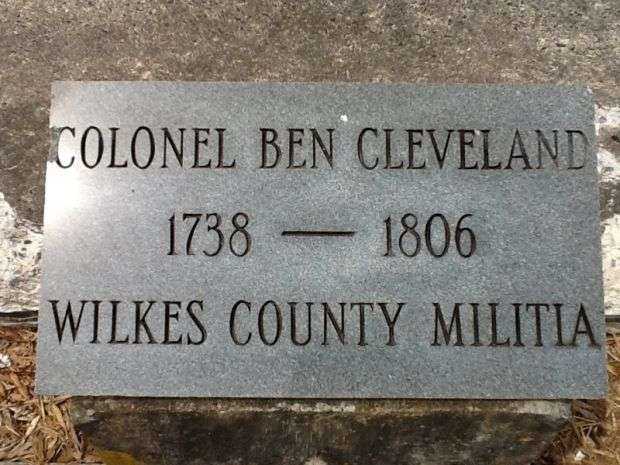 COLONEL BEN CLEVELAND
1738 — 1806
WILKES COUNTY MILITIA